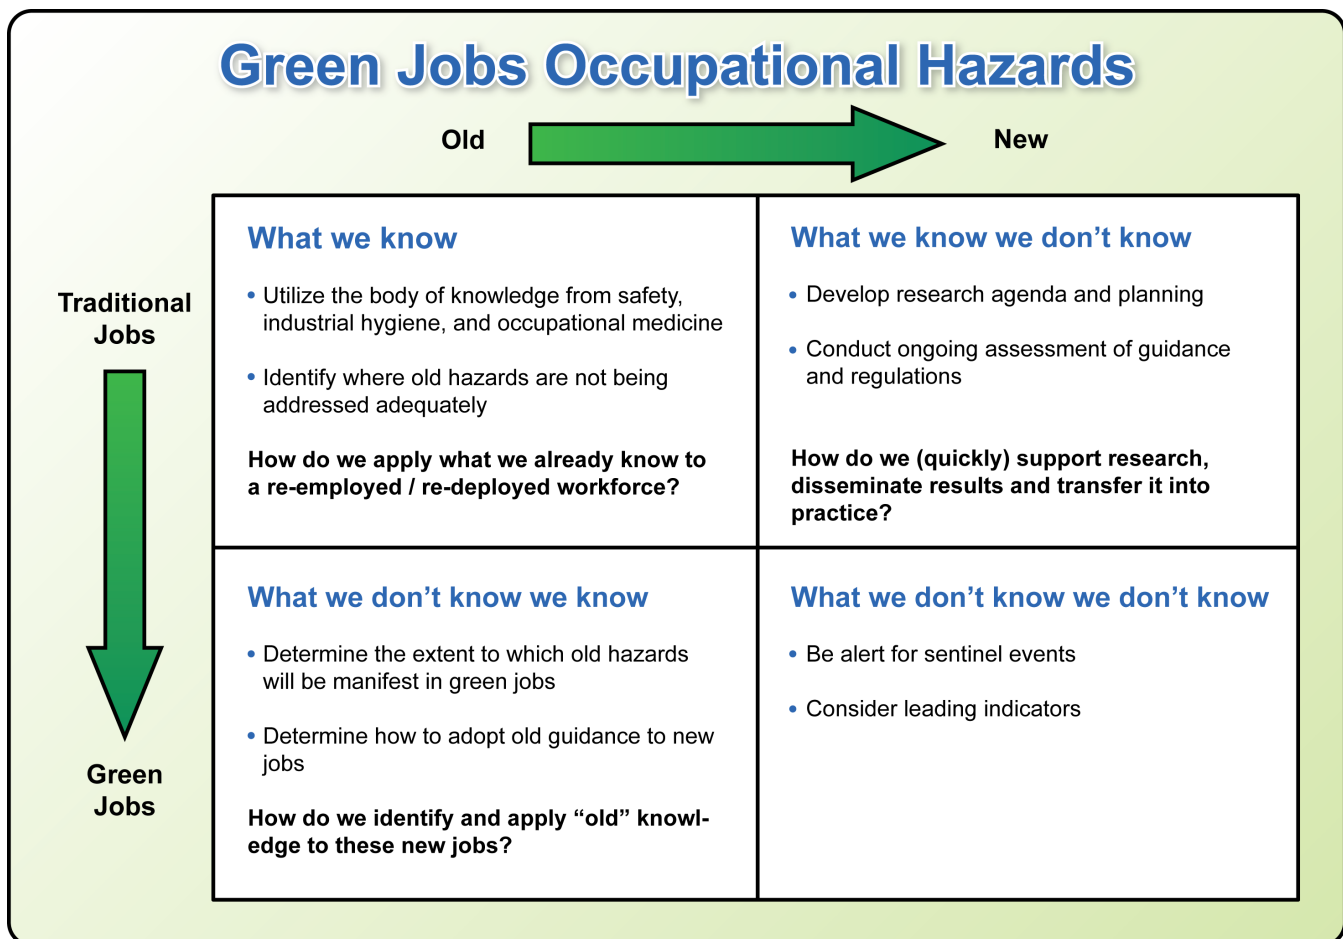 Green Jobs Occupational Hazards
Old
New
Traditional
Jobs
Green
Jobs
What we know
• Utilize the body of knowledge from safety,
industrial hygiene, and occupational medicine
• Identify where old hazards are not being
addressed adequately
How do we apply what we already know to
a re-employed / re-deployed workforce?
What we know we don’t know
• Develop research agenda and planning
• Conduct ongoing assessment of guidance
and regulations
How do we (quickly) support research,
disseminate results and transfer it into
practice?
What we don’t know we know
• Determine the extent to which old hazards
will be manifest in green jobs
• Determine how to adopt old guidance to new
jobs
How do we identify and apply “old” knowl-
edge to these new jobs?
What we don’t know we don’t know
• Be alert for sentinel events
• Consider leading indicators